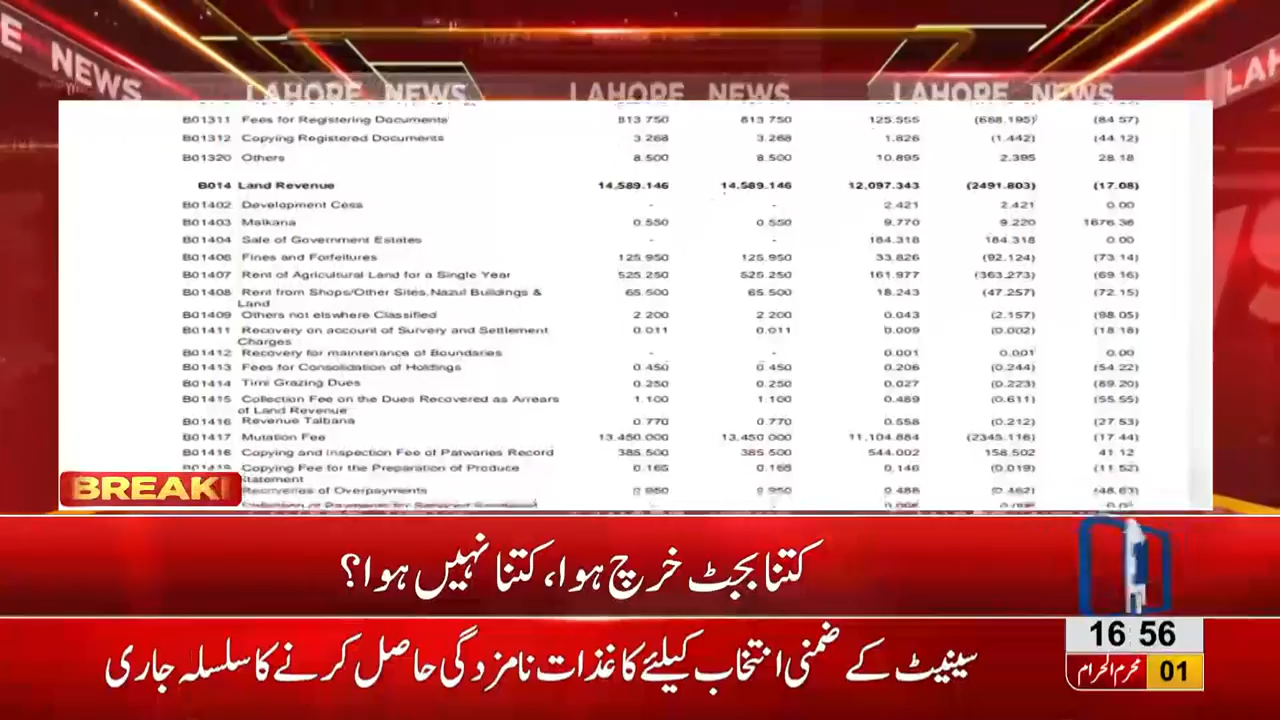 NEWS
LAHORE NEWS
LAHORE NEWS
LAHORE NEWS
LAH
B01311 Fees for Registering Documents 813.750 813.750 125.555 (688.195) (84.57)
B01312 Copying Registered Documents 3.268 3.268 1.826 (1.442) (44.12)
B01320 Others 8.500 8.500 10.895 2.395 28.18
B014 Land Revenue 14,589.146 14,589.146 12,097.343 (2491.803) (17.08)
B01402 Development Cess - - 2.421 2.421 0.00
B01403 Malkana 0.550 0.550 9.770 9.220 1676.36
B01404 Sale of Government Estates - - 184.318 184.318 0.00
B01406 Fines and Forfeitures 125.950 125.950 33.826 (92.124) (73.14)
B01407 Rent of Agricultural Land for a Single Year 525.250 525.250 161.977 (363.273) (69.16)
B01408 Rent from Shops/Other Sites,Nazul Buildings & 65.500 65.500 18.243 (47.257) (72.15)
Land
B01409 Others not elswhere Classified 2.200 2.200 0.043 (2.157) (98.05)
B01411 Recovery on account of Survery and Settlement 0.011 0.011 0.009 (0.002) (18.18)
Charges
B01412 Recovery for maintenance of Boundaries - - 0.001 0.001 0.00
B01413 Fees for Consolidation of Holdings 0.450 0.450 0.206 (0.244) (54.22)
B01414 Tirni Grazing Dues 0.250 0.250 0.027 (0.223) (89.20)
B01415 Collection Fee on the Dues Recovered as Arrears 1.100 1.100 0.489 (0.611) (55.55)
of Land Revenue
B01416 Revenue Talbana 0.770 0.770 0.558 (0.212) (27.53)
B01417 Mutation Fee 13,450.000 13,450.000 11,104.884 (2345.116) (17.44)
B01418 Copying and Inspection Fee of Patwaries Record 385.500 385.500 544.002 158.502 41.12
B01419 Copying Fee for the Preparation of Produce 0.165 0.165 0.146 (0.019) (11.52)
Statement
Recoveries of Overpayments 0.950 0.950 0.488 (0.462) (48.63)
BREAKI
کتنا بجٹ خرچ ہوا، کتنا نہیں ہوا؟
سینیٹ کے ضمنی انتخاب کیلئے کاغذات نامزدگی حاصل کرنے کا سلسلہ جاری
16 56
محرم الحرام 01